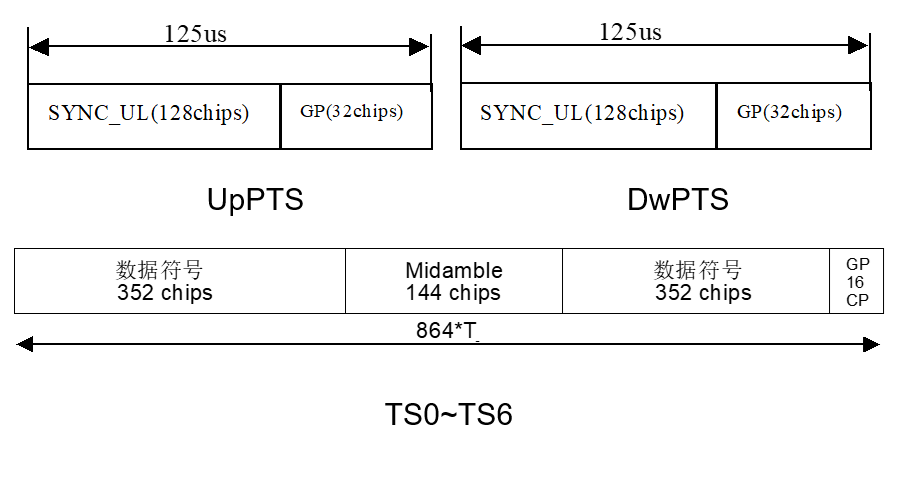 125us
125us
SYNC_UL(128chips)
GP(32chips)
SYNC_UL(128chips)
GP(32chips)
UpPTS
DwPTS
数据符号
352 chips
Midamble
144 chips
数据符号
352 chips
GP
16
CP
864*T
TS0~TS6